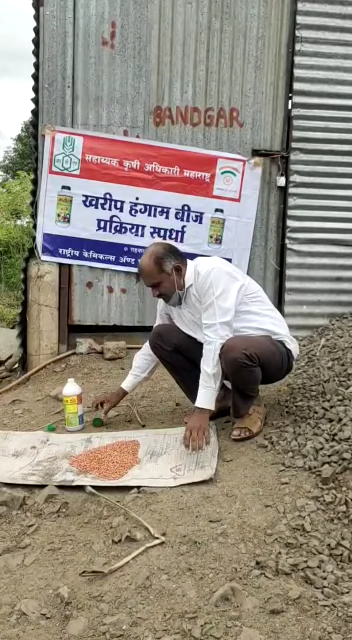 BANDGAR
सहाय्यक कृषी अधिकारी महाराष्ट्र
खरीप हंगाम बीज
प्रक्रिया स्पर्धा
राष्ट्रीय केमिकल्स अँण्ड